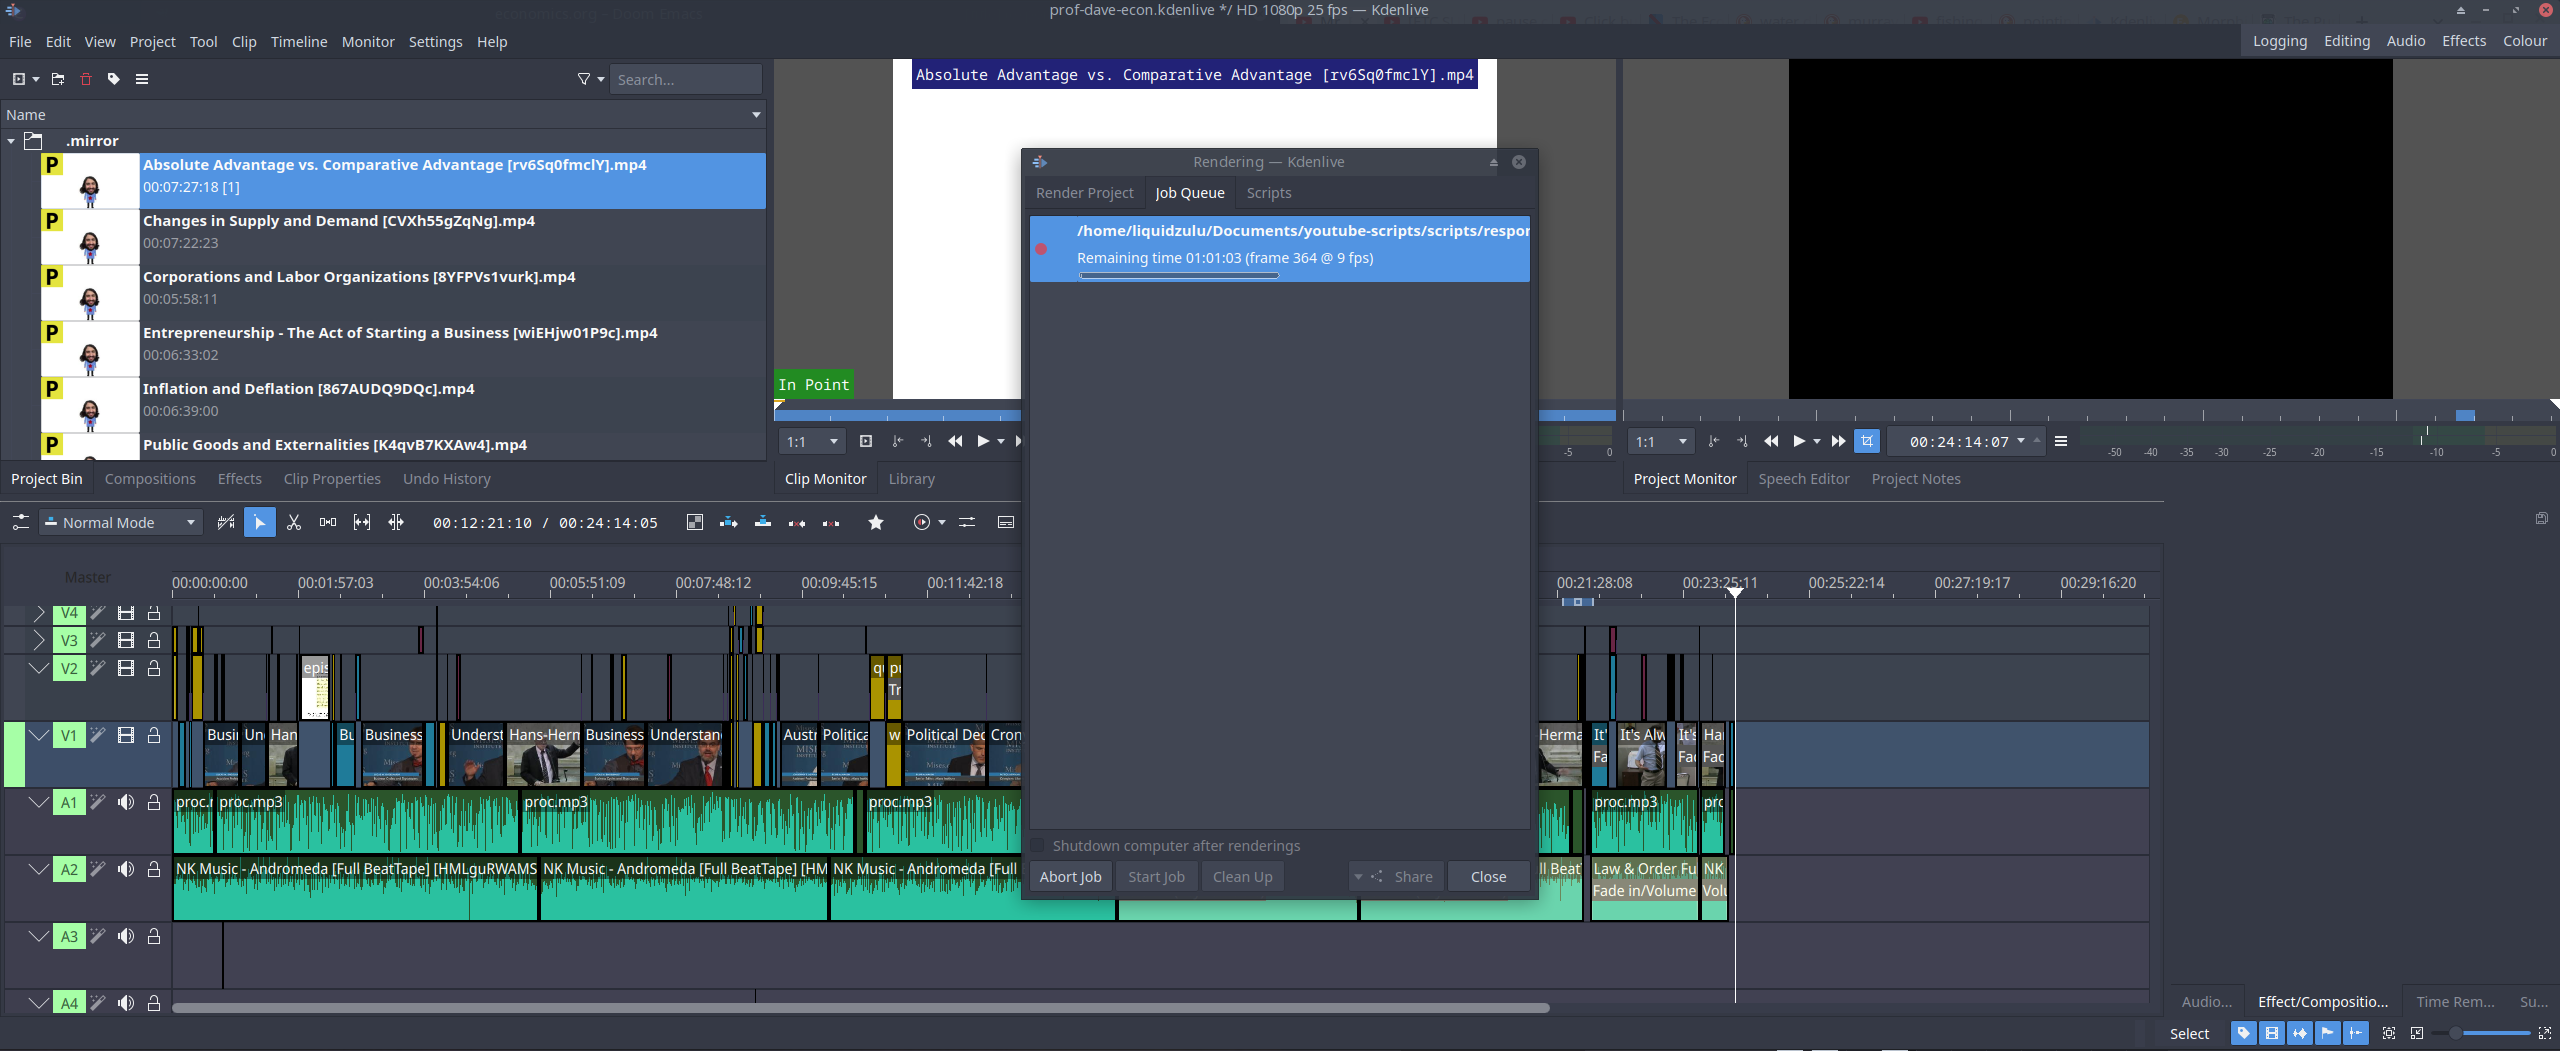 prof-dave-econ.kdenlive */ HD 1080p 25 fps — Kdenlive
File Edit View Project Tool Clip Timeline Monitor Settings Help
Logging Editing Audio Effects Colour
Search...
Name
.mirror
P Absolute Advantage vs. Comparative Advantage [rv6Sq0fmclY].mp4
00:07:27:18 [1]
P Changes in Supply and Demand [CVXh55gZqNg].mp4
00:07:22:23
P Corporations and Labor Organizations [8YFPVs1vurk].mp4
00:05:58:11
P Entrepreneurship - The Act of Starting a Business [wiEHjw01P9c].mp4
00:06:33:02
P Inflation and Deflation [867AUDQ9DQc].mp4
00:06:39:00
P Public Goods and Externalities [K4qvB7KXAw4].mp4
Project Bin Compositions Effects Clip Properties Undo History
Absolute Advantage vs. Comparative Advantage [rv6Sq0fmclY].mp4
In Point
1:1
-5 0
Clip Monitor Library
1:1
00:24:14:07
-50 -40 -35 -30 -25 -20 -15 -10 -5 0
Project Monitor Speech Editor Project Notes
Rendering — Kdenlive
Render Project Job Queue Scripts
/home/liquidzulu/Documents/youtube-scripts/scripts/respor
Remaining time 01:01:03 (frame 364 @ 9 fps)
Shutdown computer after renderings
Abort Job Start Job Clean Up Share Close
Normal Mode
00:12:21:10 / 00:24:14:05
Master
00:00:00:00 00:01:57:03 00:03:54:06 00:05:51:09 00:07:48:12 00:09:45:15 00:11:42:18 00:21:28:08 00:23:25:11 00:25:22:14 00:27:19:17 00:29:16:20
V4
V3
V2 epis q pu
Tr
V1 Busin Un Han Bu Business Underst Hans-Herm Business Understan Austr Politica w Political Dec Cron Herma It' It's Alw It's Ha
Fa Fac Fac
A1 proc.r proc.mp3 proc.mp3 proc.mp3 proc.mp3 prc
A2 NK Music - Andromeda [Full BeatTape] [HMLguRWAMS NK Music - Andromeda [Full BeatTape] [HM NK Music - Andromeda [Full ll Beat Law & Order Fu NK
Fade in/Volume Volu
A3
A4
Audio... Effect/Compositio... Time Rem... Su...
Select